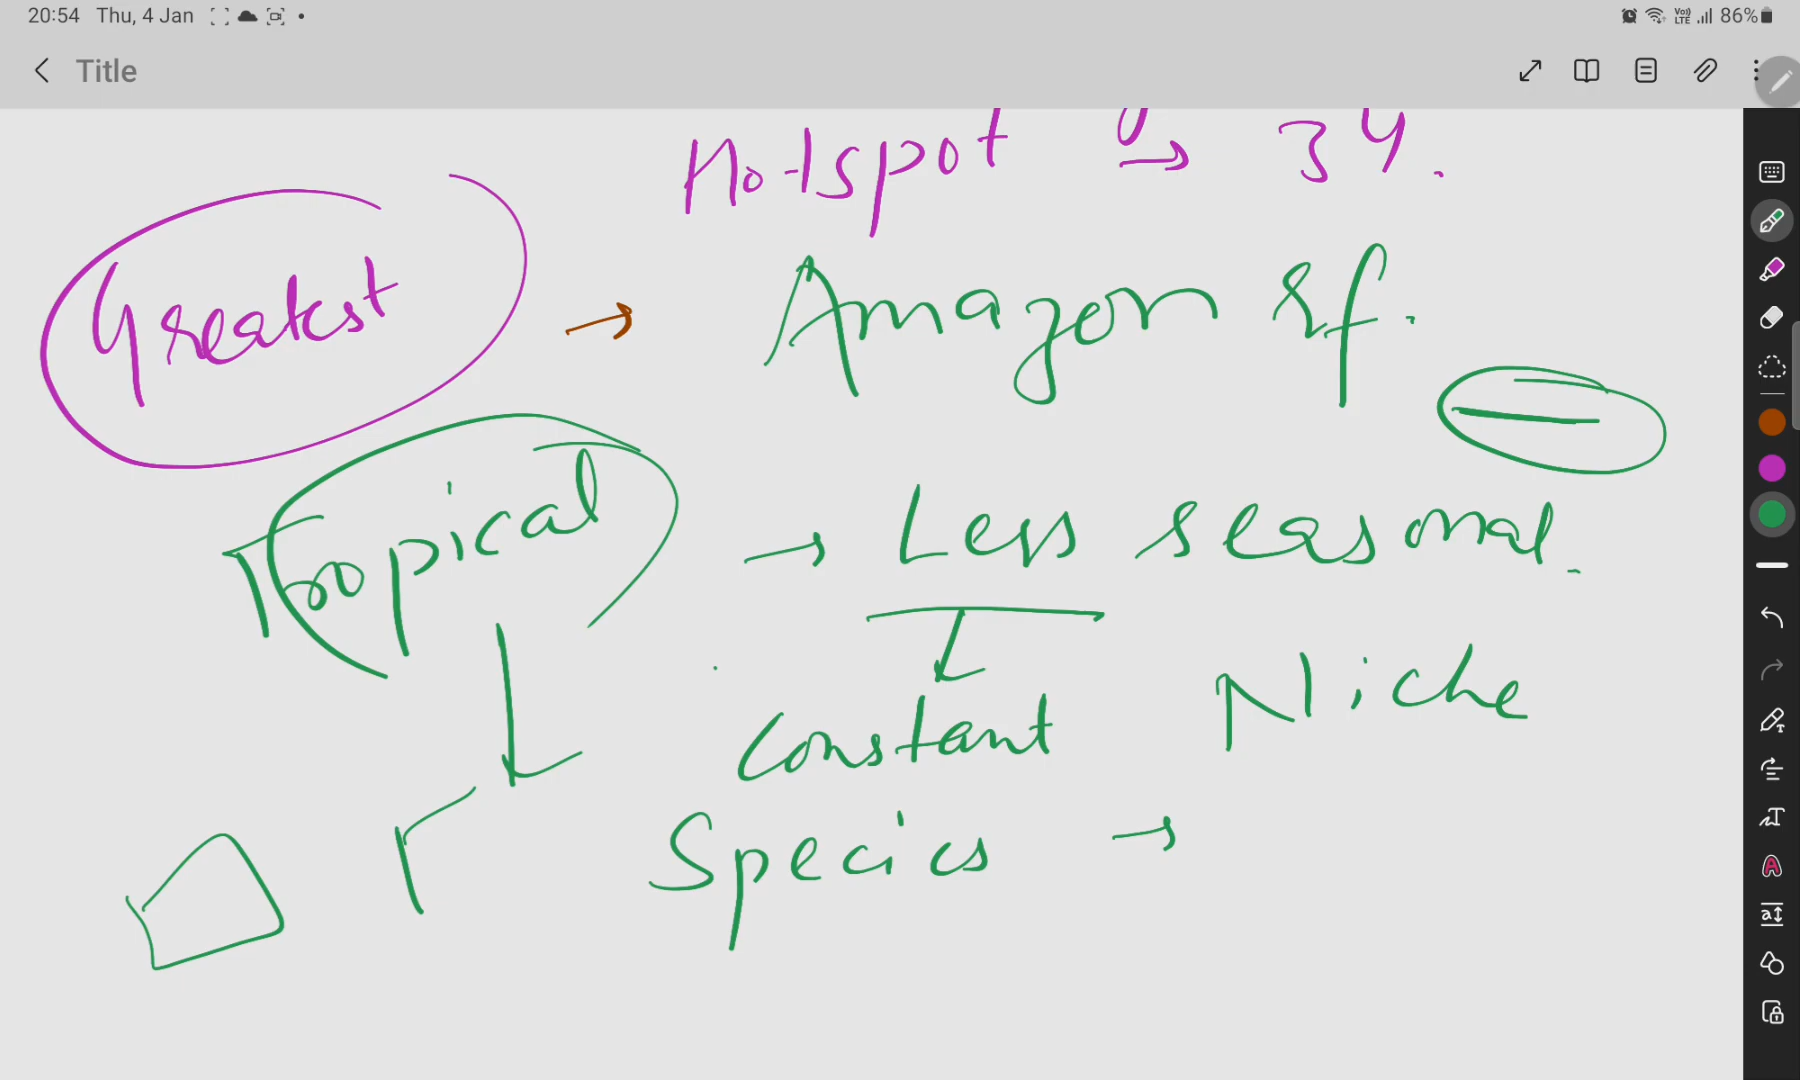 20:54 Thu, 4 Jan 86%
Title
Hotspot → 34.
Greatest → Amazon rf.
Tropical → Less seasonal.
Constant Niche
Species →